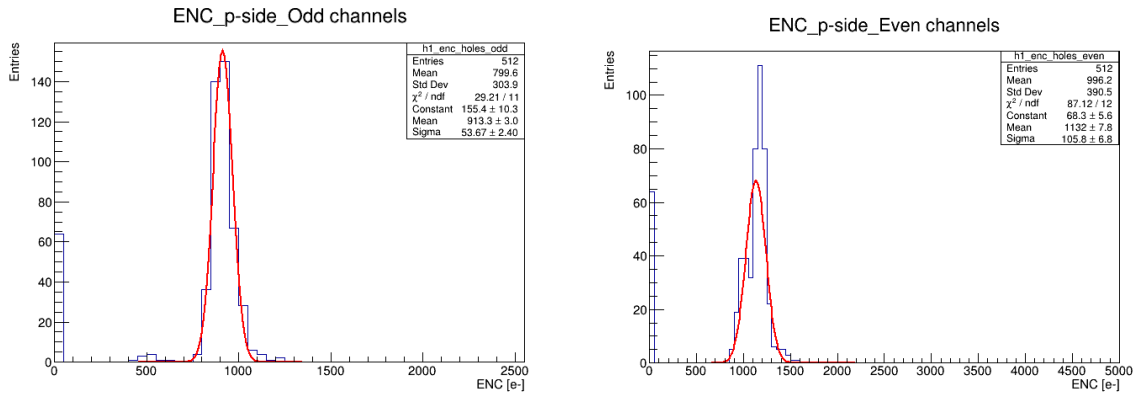 ENC_p-side_Odd channels
Entries
h1_enc_holes_odd
Entries 512
Mean 799.6
Std Dev 303.9
χ² / ndf 29.21 / 11
Constant 155.4 ± 10.3
Mean 913.3 ± 3.0
Sigma 53.67 ± 2.40
140
120
100
80
60
40
20
0
0 500 1000 1500 2000 2500
ENC [e-]
ENC_p-side_Even channels
Entries
h1_enc_holes_even
Entries 512
Mean 996.2
Std Dev 390.5
χ² / ndf 87.12 / 12
Constant 68.3 ± 5.6
Mean 1132 ± 7.8
Sigma 105.8 ± 6.8
100
80
60
40
20
0
0 500 1000 1500 2000 2500 3000 3500 4000 4500 5000
ENC [e-]